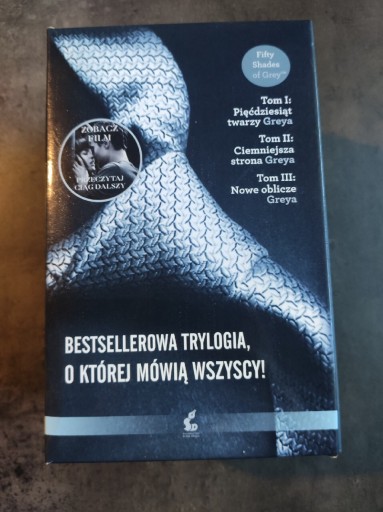 Fifty
Shades
of Grey™
Tom I:
Pięćdziesiąt
twarzy Greya
Tom II:
Ciemniejsza
strona Greya
Tom III:
Nowe oblicze
Greya
ZOBACZ
FILM
PRZECZYTAJ
CIĄG DALSZY
BESTSELLEROWA TRYLOGIA,
O KTÓREJ MÓWIĄ WSZYSCY!